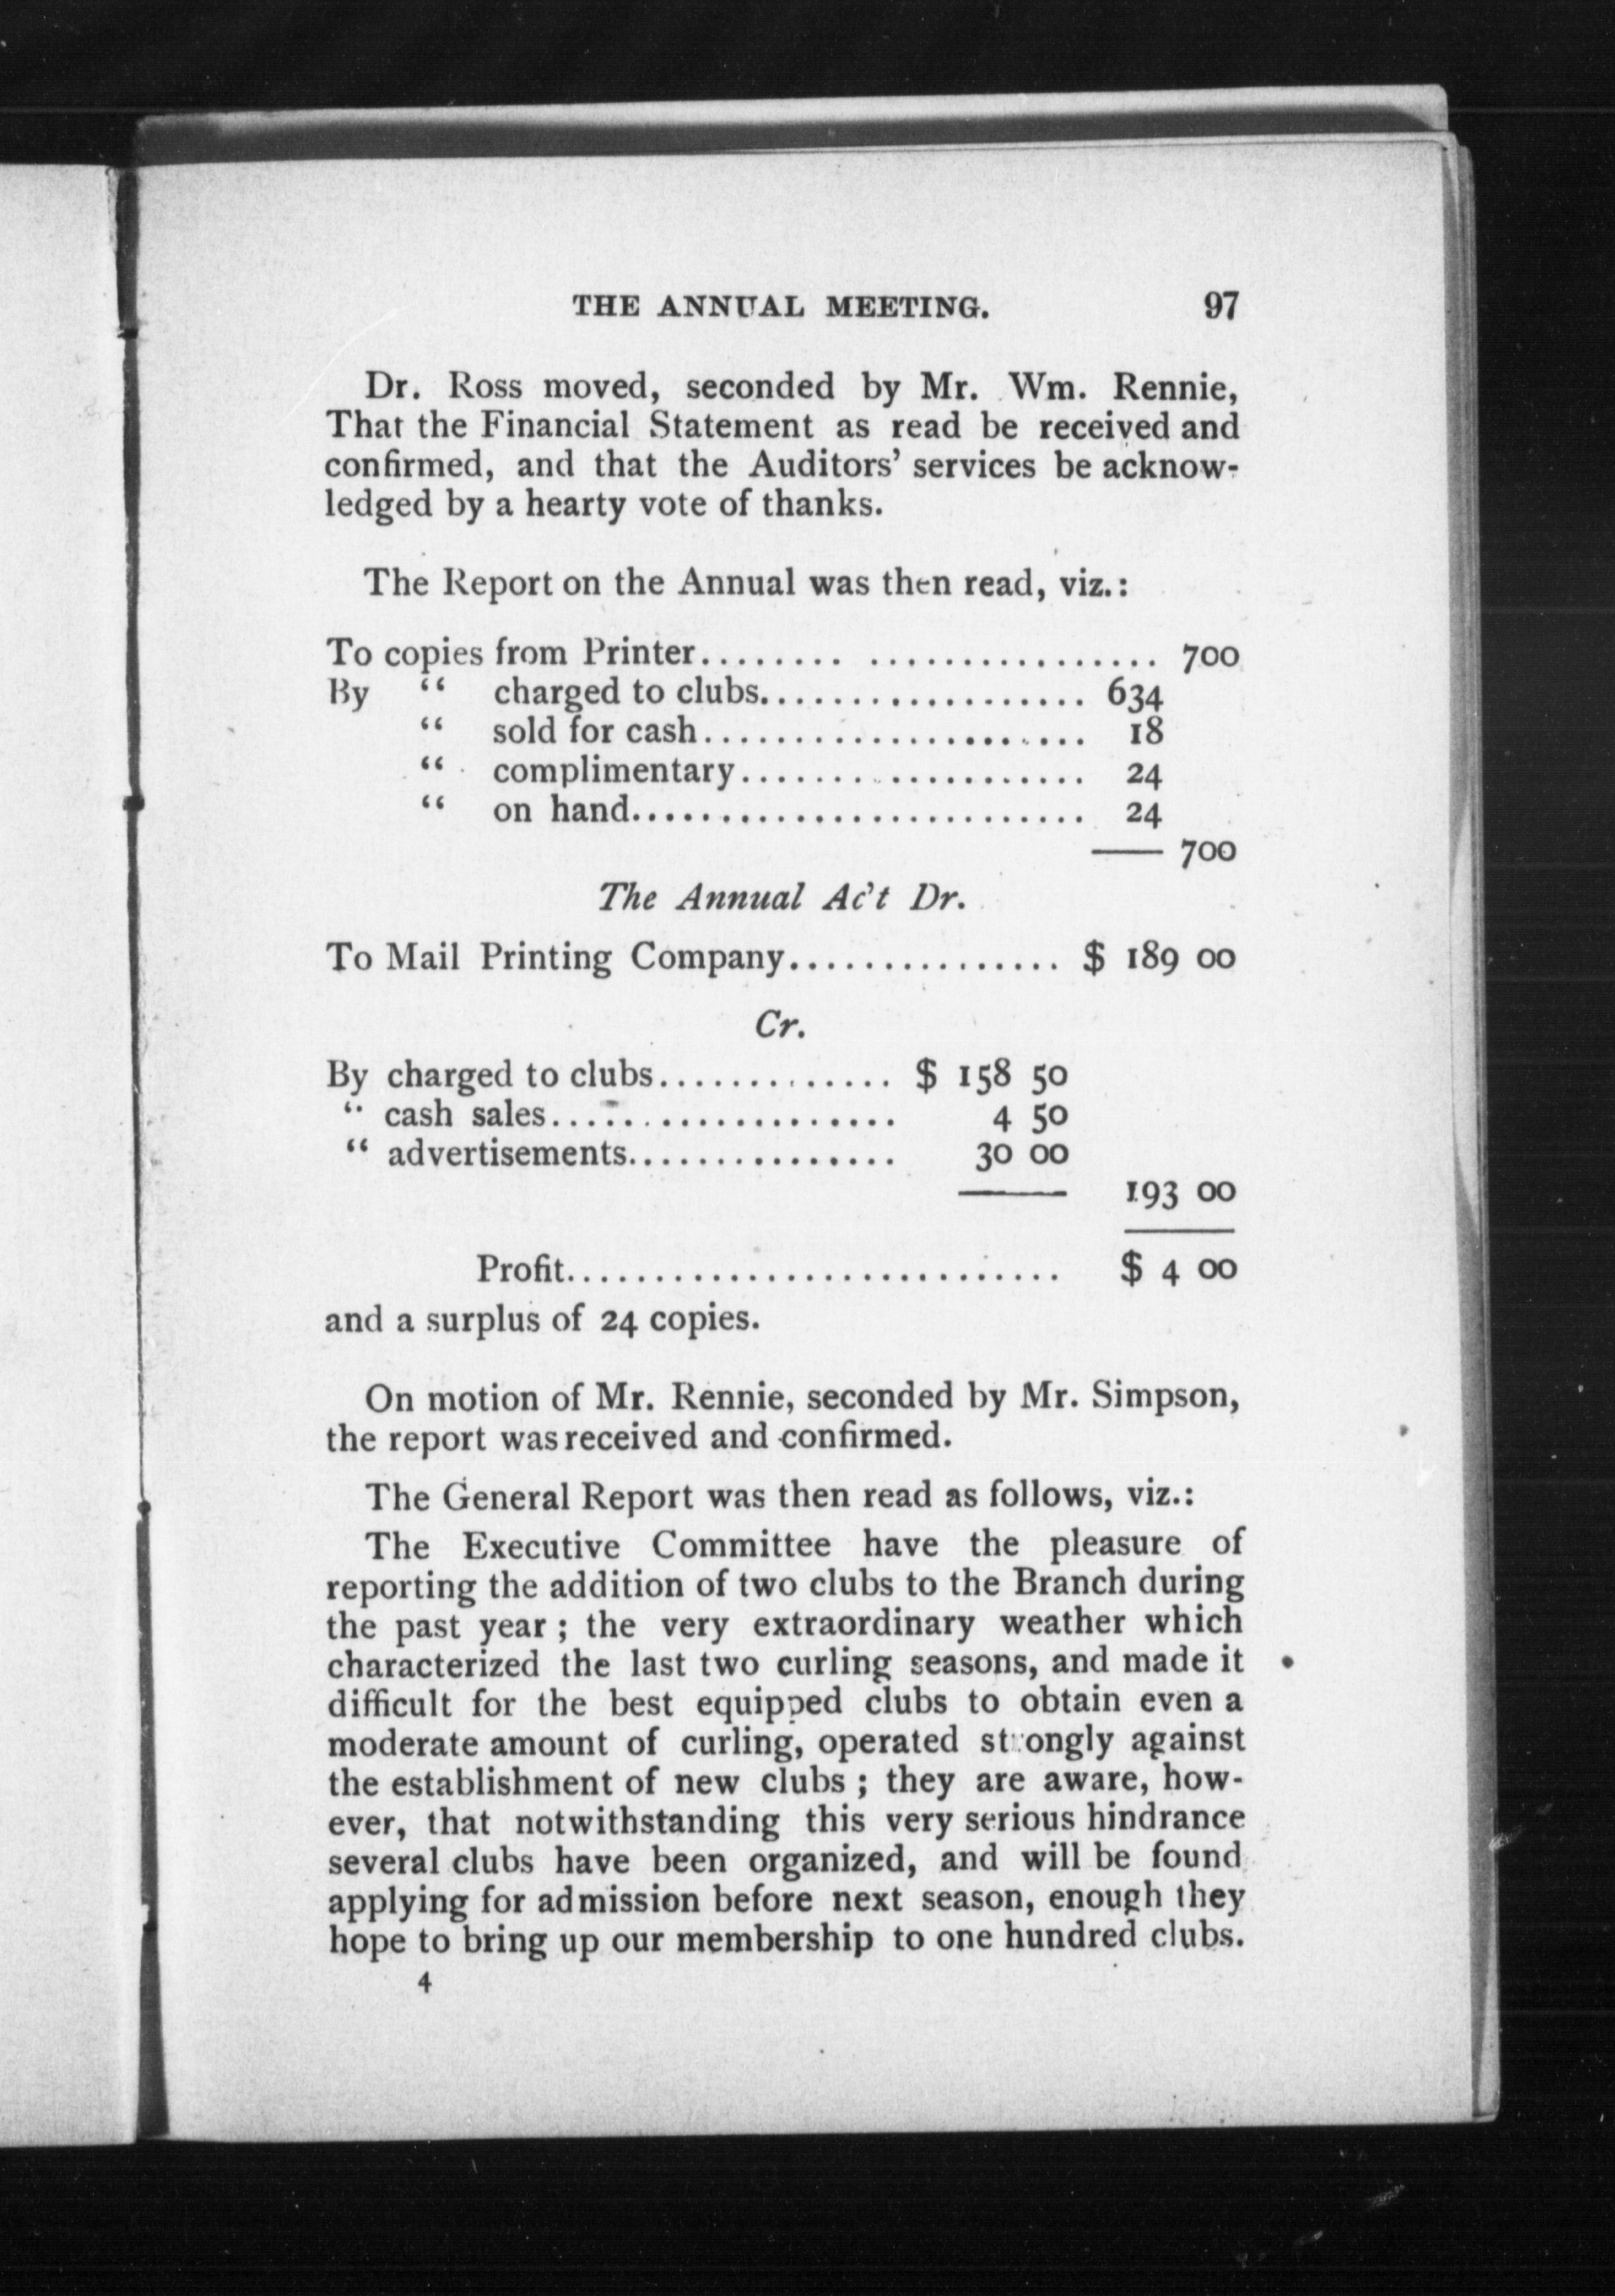 THE ANNUAL MEETING. 97
Dr. Ross moved, seconded by Mr. Wm. Rennie,
That the Financial Statement as read be received and
confirmed, and that the Auditors' services be acknow-
ledged by a hearty vote of thanks.
The Report on the Annual was then read, viz.:
To copies from Printer........ ................. 700
By “ charged to clubs................... 634
“ sold for cash....................... 18
“ complimentary.................... 24
“ on hand........................... 24
700
The Annual Ac't Dr.
To Mail Printing Company................ $ 189 00
Cr.
By charged to clubs.............. $ 158 50
“ cash sales..................... 4 50
“ advertisements................ 30 00
193 00
Profit............................. $ 4 00
and a surplus of 24 copies.
On motion of Mr. Rennie, seconded by Mr. Simpson,
the report was received and confirmed.
The General Report was then read as follows, viz.:
The Executive Committee have the pleasure of
reporting the addition of two clubs to the Branch during
the past year ; the very extraordinary weather which
characterized the last two curling seasons, and made it
difficult for the best equipped clubs to obtain even a
moderate amount of curling, operated strongly against
the establishment of new clubs ; they are aware, how-
ever, that notwithstanding this very serious hindrance
several clubs have been organized, and will be found
applying for admission before next season, enough they
hope to bring up our membership to one hundred clubs.
4